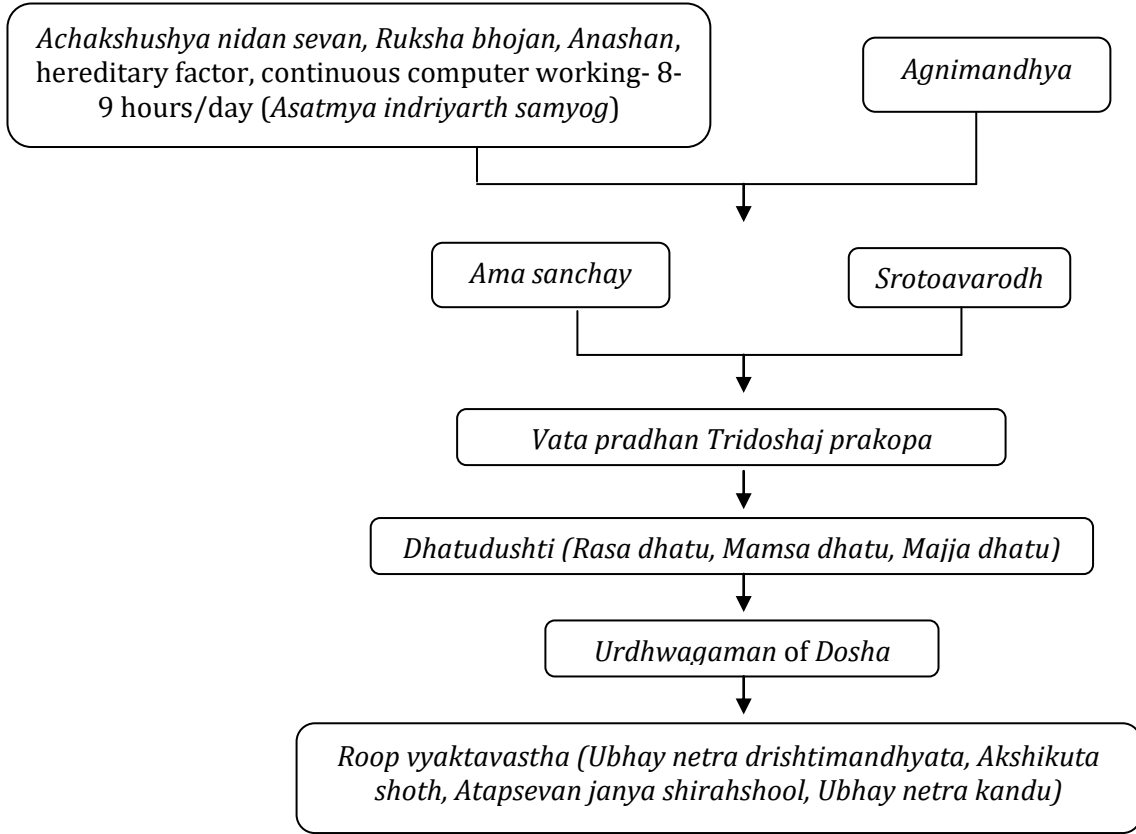 Achakshushya nidan sevan, Ruksha bhojan, Anashan,
hereditary factor, continuous computer working- 8-
9 hours/day (Asatmya indriyarth samyog)
Agnimandhya
Ama sanchay
Srotoavarodh
Vata pradhan Tridoshaj prakopa
Dhatudushti (Rasa dhatu, Mamsa dhatu, Majja dhatu)
Urdhwagaman of Dosha
Roop vyaktavastha (Ubhay netra drishtimandhyata, Akshikuta
shoth, Atapsevan janya shirahshool, Ubhay netra kandu)